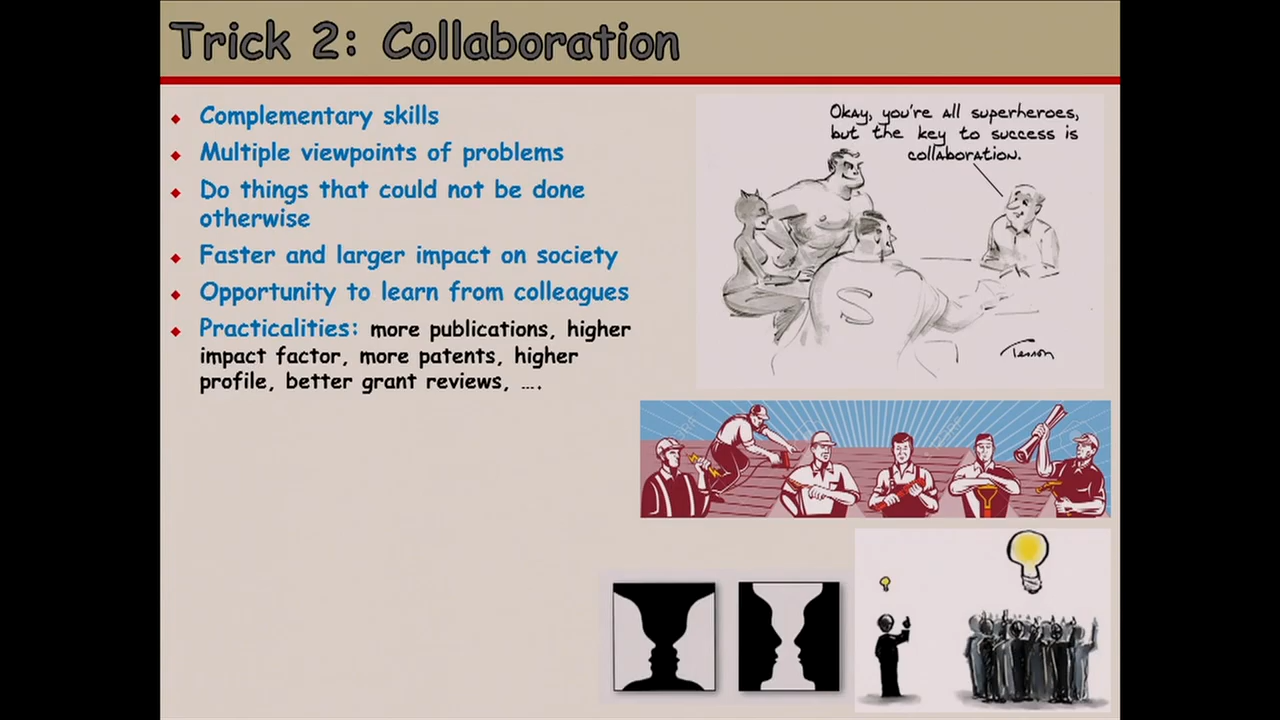 Trick 2: Collaboration
Complementary skills
Multiple viewpoints of problems
Do things that could not be done
otherwise
Faster and larger impact on society
Opportunity to learn from colleagues
Practicalities: more publications, higher
impact factor, more patents, higher
profile, better grant reviews, ….
Okay, you're all superheroes,
but the key to success is
collaboration.
S